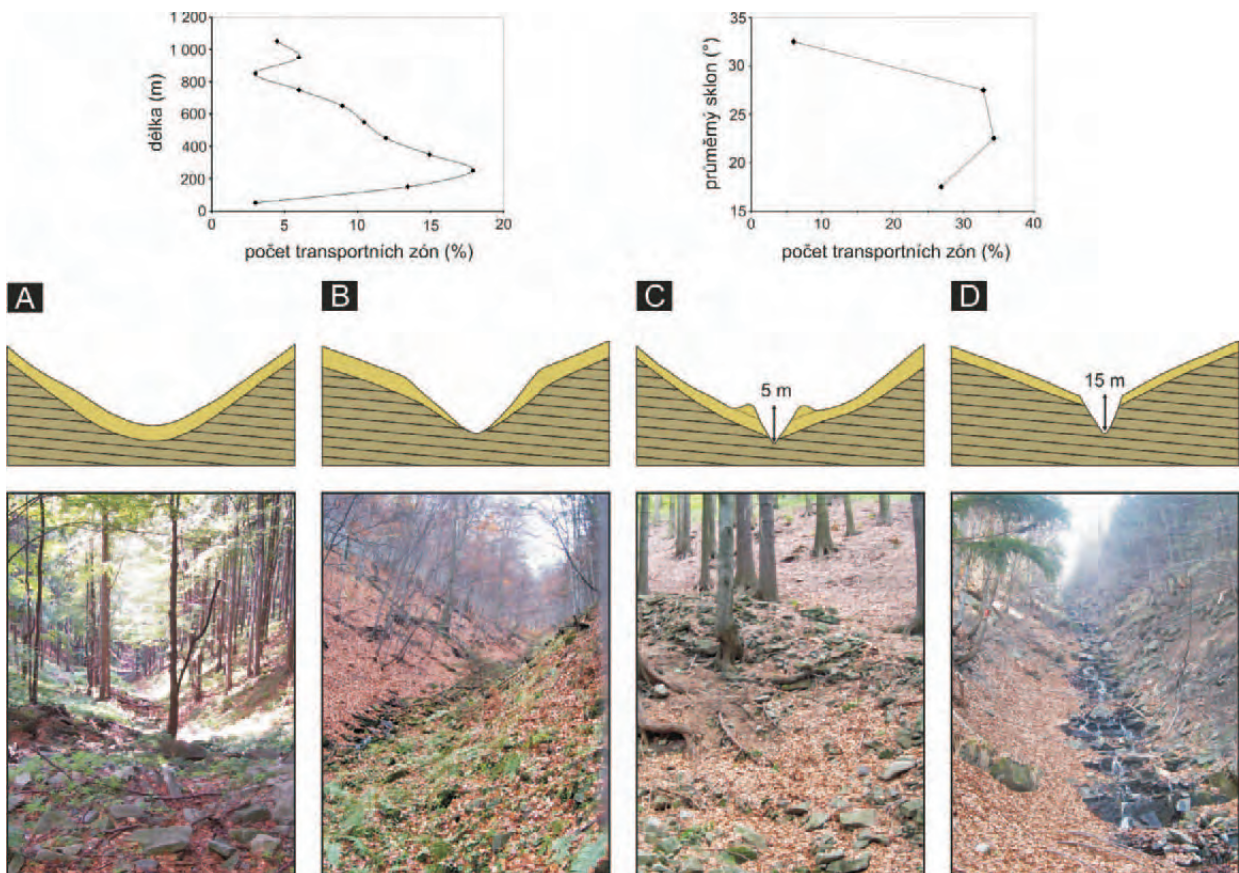 1 200
1 000
800
600
400
200
0
délka (m)
0 5 10 15 20
počet transportních zón (%)
35
30
25
20
15
průměrný sklon (°)
0 10 20 30 40
počet transportních zón (%)
A B C D
5 m 15 m